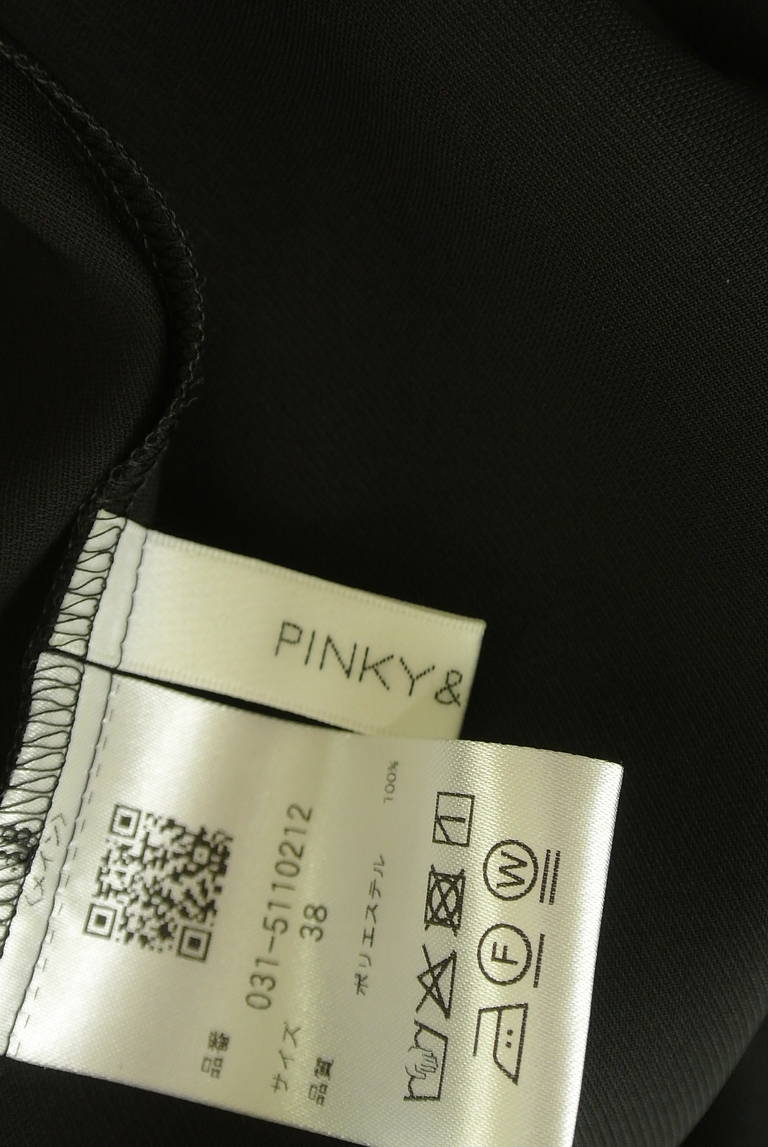 PINKY&
<メイン>
品番 031-5110212
サイズ 38
品質 ポリエステル 100%
W
F